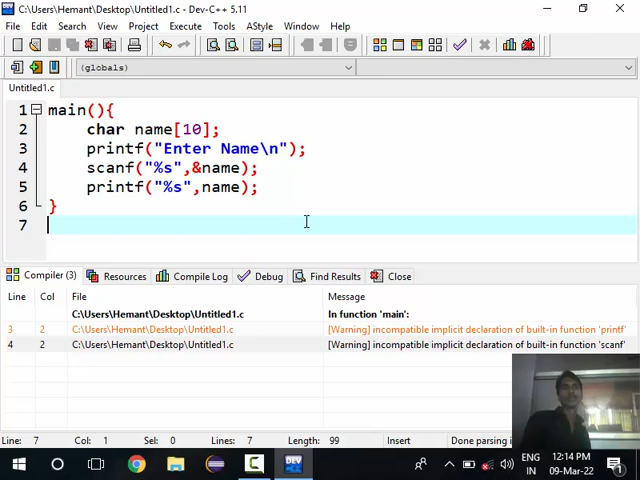 C:\Users\Hemant\Desktop\Untitled1.c - Dev-C++ 5.11
File Edit Search View Project Execute Tools AStyle Window Help
(globals)
Untitled1.c
1 main(){
2 char name[10];
3 printf("Enter Name\n");
4 scanf("%s",&name);
5 printf("%s",name);
6 }
7
Compiler (3) Resources Compile Log Debug Find Results Close
Line Col File Message
C:\Users\Hemant\Desktop\Untitled1.c In function 'main':
3 2 C:\Users\Hemant\Desktop\Untitled1.c [Warning] incompatible implicit declaration of built-in function 'printf'
4 2 C:\Users\Hemant\Desktop\Untitled1.c [Warning] incompatible implicit declaration of built-in function 'scanf'
Line: 7 Col: 1 Sel: 0 Lines: 7 Length: 99 Insert Done parsing i
DEV
ENG
IN
12:14 PM
09-Mar-22
1